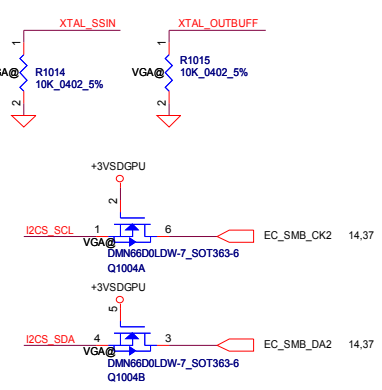 XTAL_SSIN XTAL_OUTBUFF
1 1
VGA@ R1014 VGA@ R1015
10K_0402_5% 10K_0402_5%
2 2
+3VSDGPU
2
I2CS_SCL 1 6 EC_SMB_CK2 14,37
VGA@
DMN66D0LDW-7_SOT363-6
Q1004A
+3VSDGPU
5
I2CS_SDA 4 3 EC_SMB_DA2 14,37
VGA@
DMN66D0LDW-7_SOT363-6
Q1004B